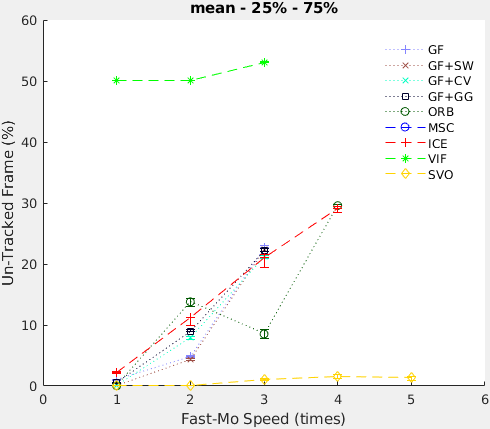 mean - 25% - 75%
60
50
40
30
20
10
0
Un-Tracked Frame (%)
GF
GF+SW
GF+CV
GF+GG
ORB
MSC
ICE
VIF
SVO
0 1 2 3 4 5 6
Fast-Mo Speed (times)